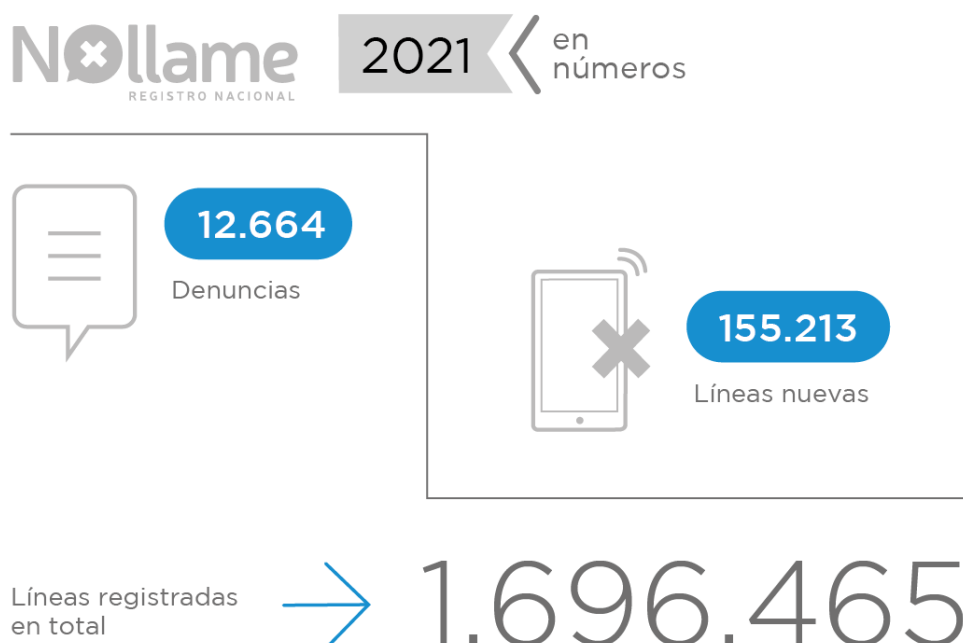 NOllame
REGISTRO NACIONAL
2021
en
números
12.664
Denuncias
155.213
Líneas nuevas
Líneas registradas
en total
1.696.465